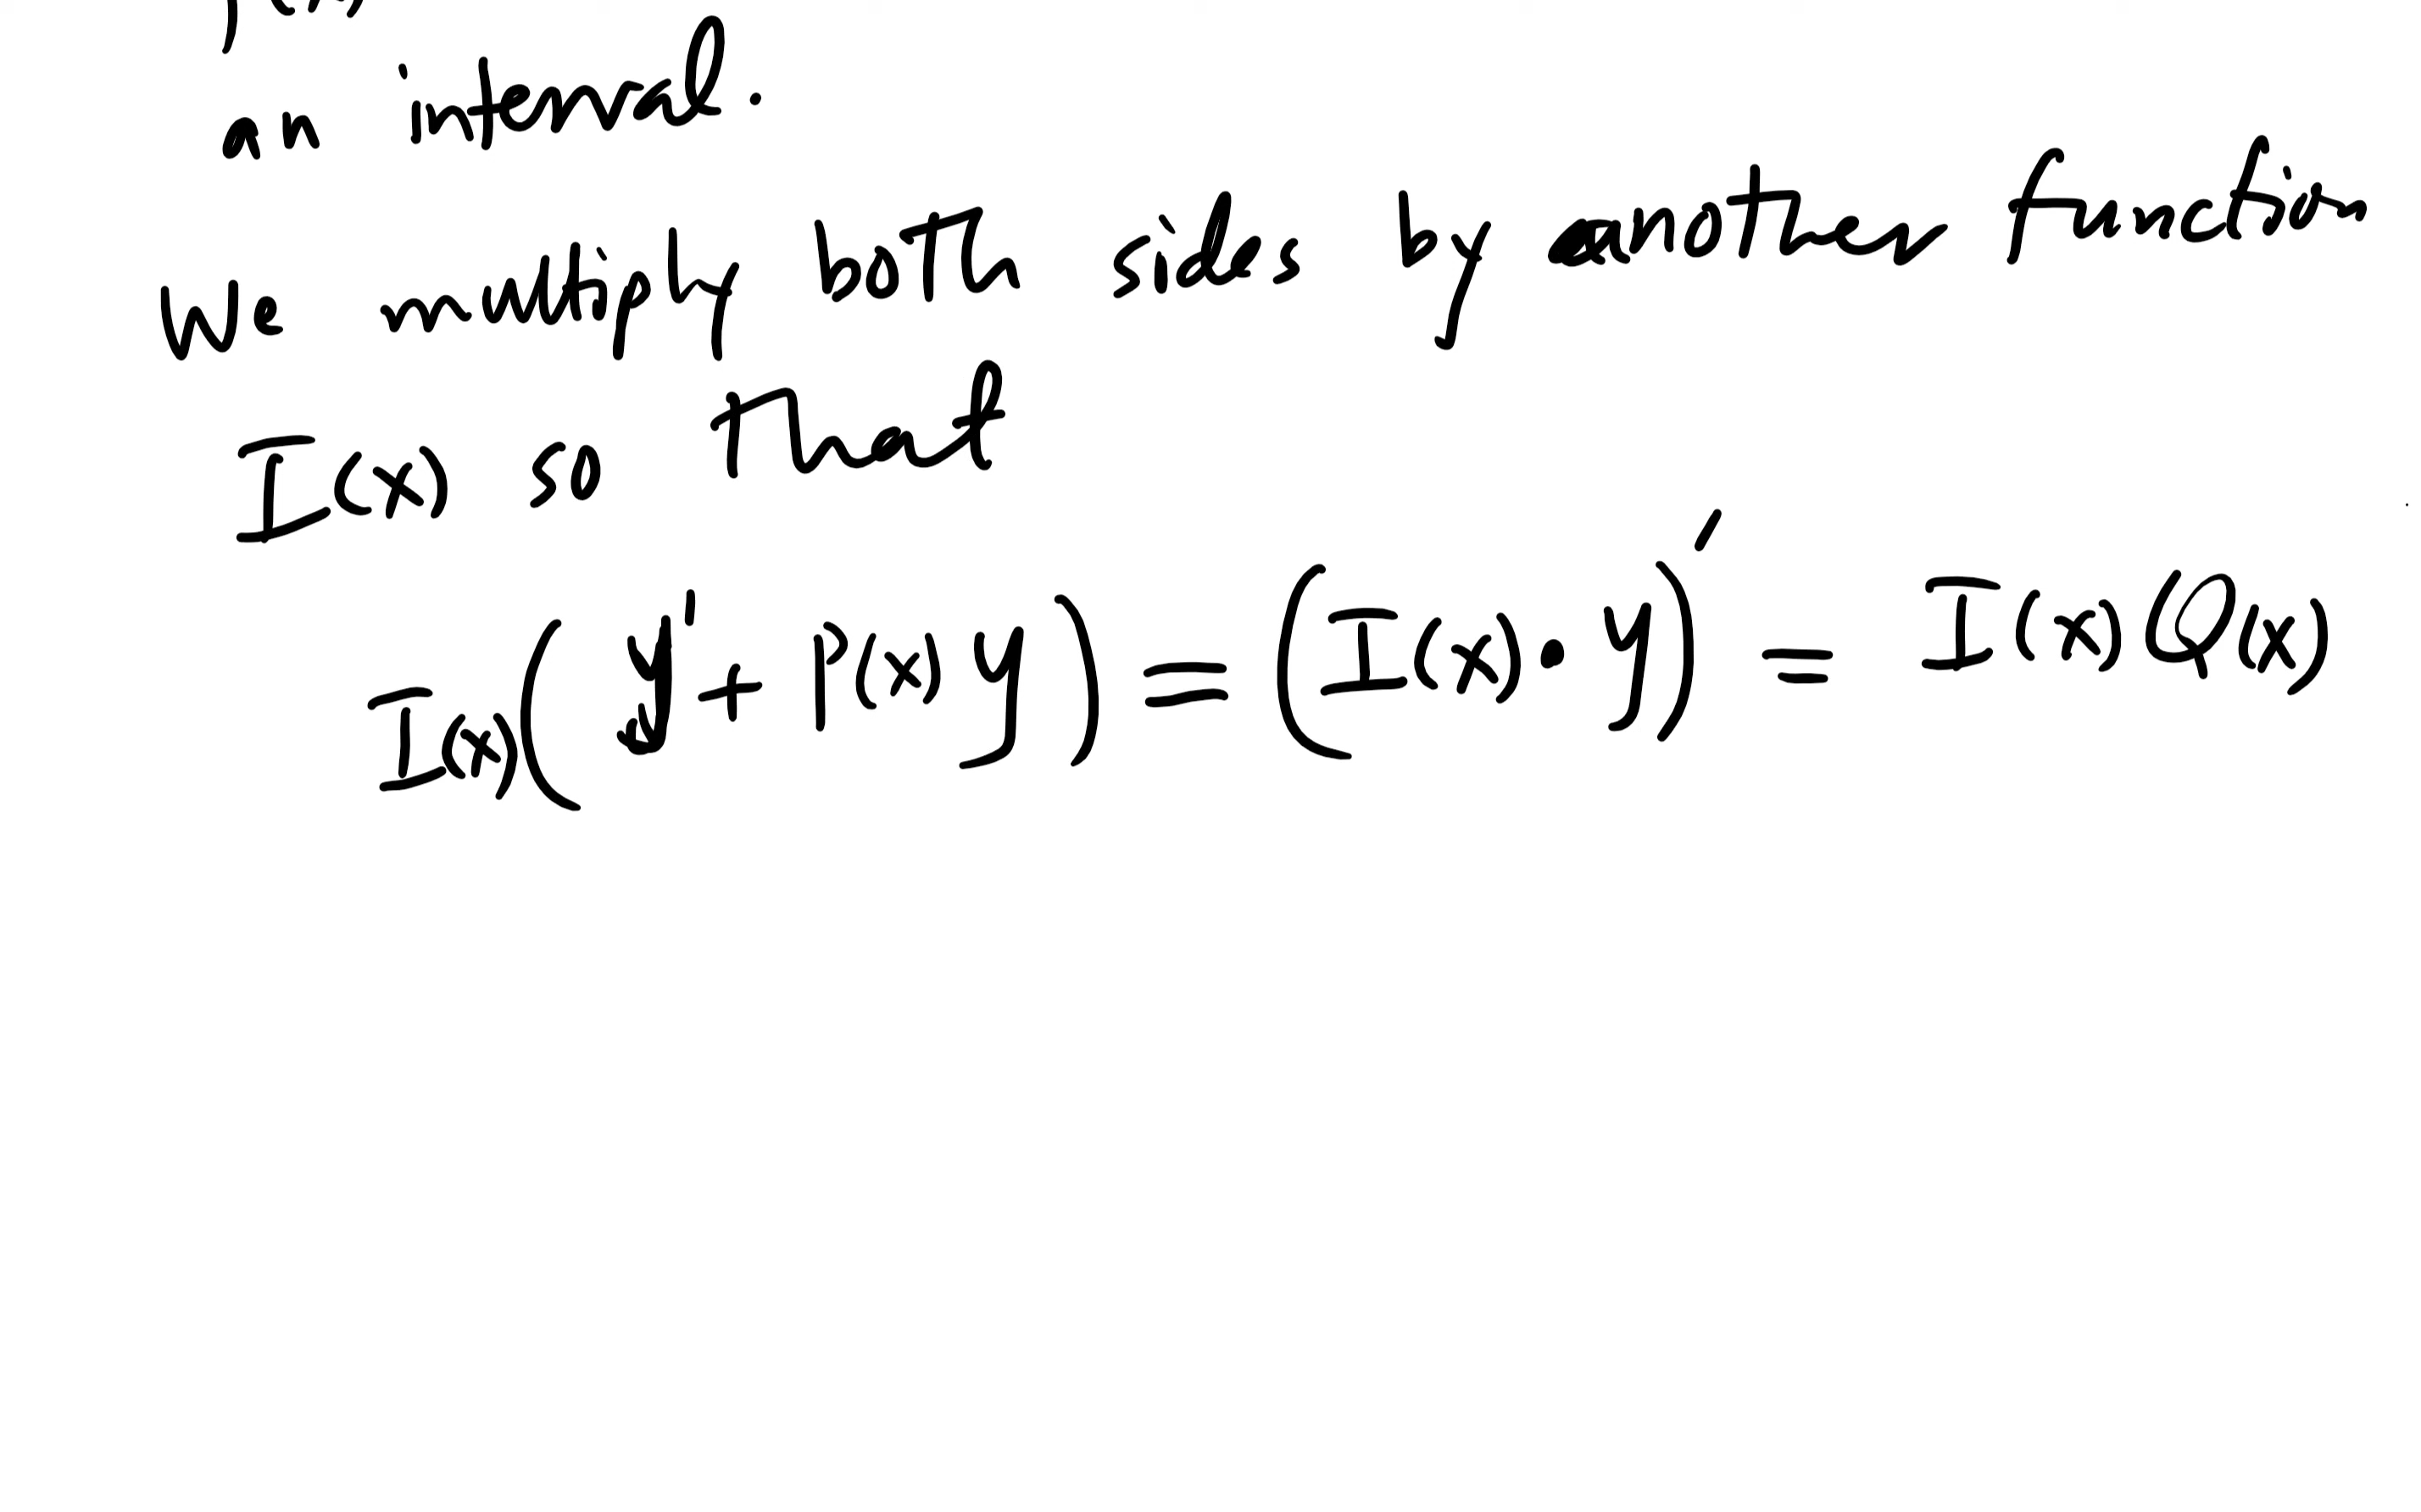 an interval.
We multiply both sides by another function
I(x) so that
I(x)(y' + P(x)y) = (I(x)·y)' = I(x)Q(x)